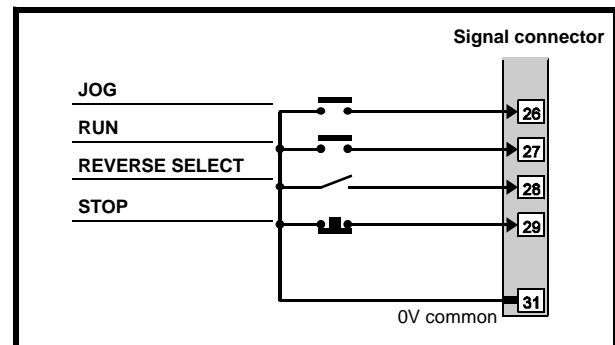 Signal connector
JOG
26
RUN
27
REVERSE SELECT
28
STOP
29
31
0V common